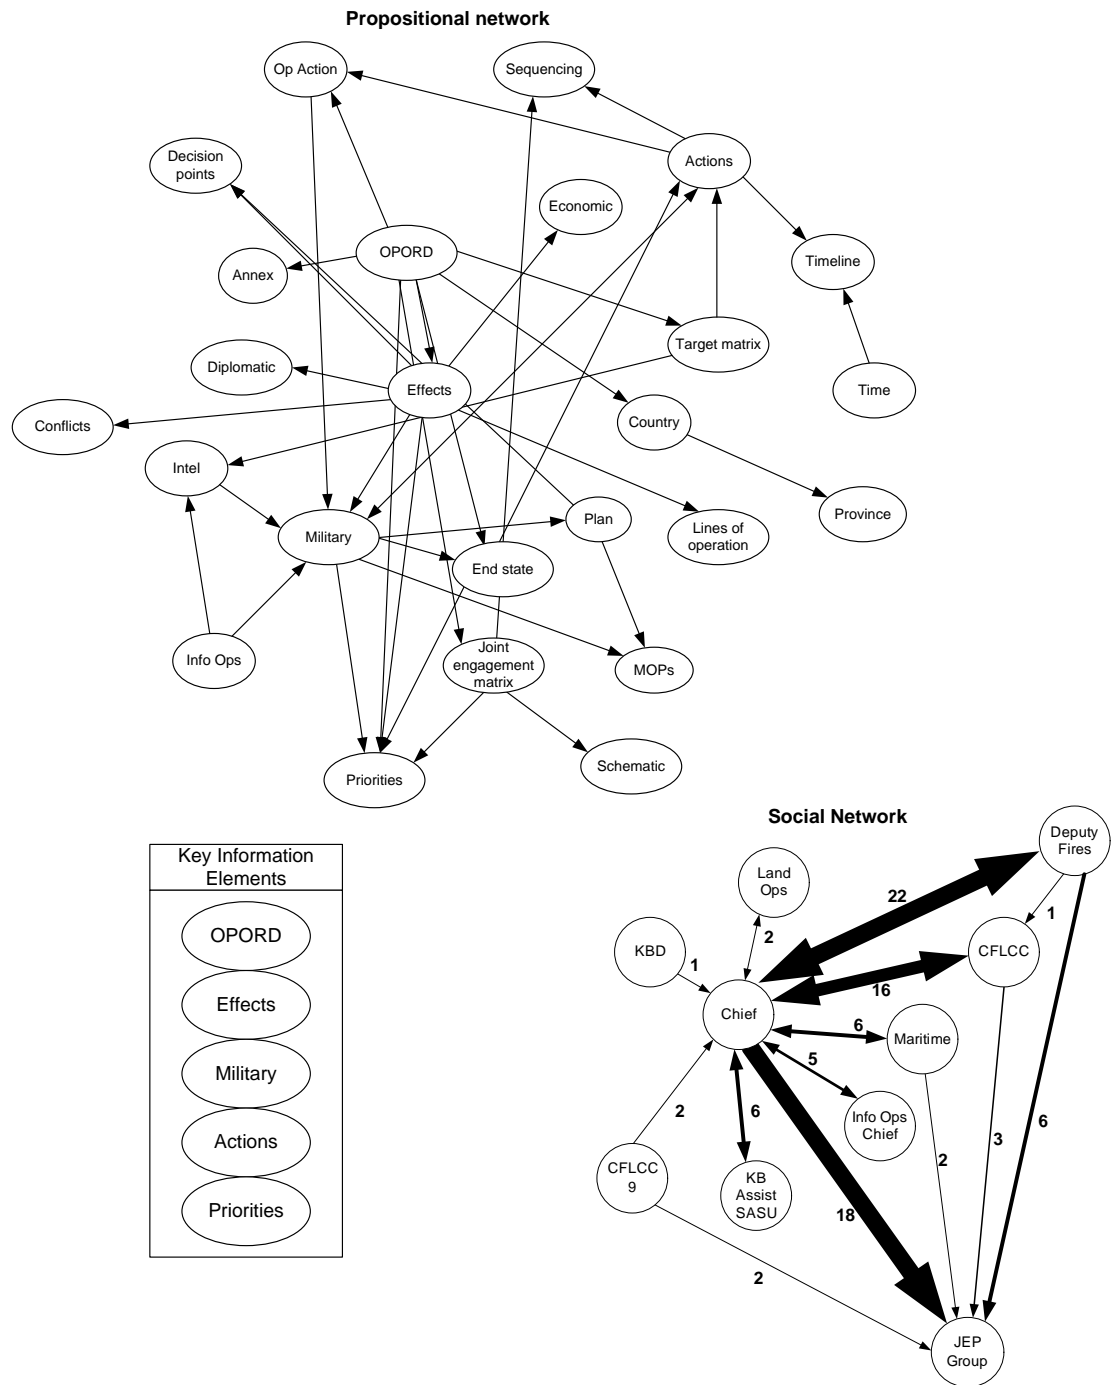 Propositional network
Op Action
Sequencing
Decision
points
Actions
Economic
OPORD
Annex
Timeline
Target matrix
Diplomatic
Effects
Time
Conflicts
Country
Intel
Plan
Province
Lines of
operation
Military
End state
Info Ops
Joint
engagement
matrix
MOPs
Priorities
Schematic
Key Information
Elements
OPORD
Effects
Military
Actions
Priorities
Social Network
Deputy
Fires
Land
Ops
22
1
2
KBD
1
CFLCC
16
Chief
6
Maritime
5
Info Ops
Chief
2
6
6
3
2
CFLCC
9
KB
Assist
SASU
18
2
JEP
Group